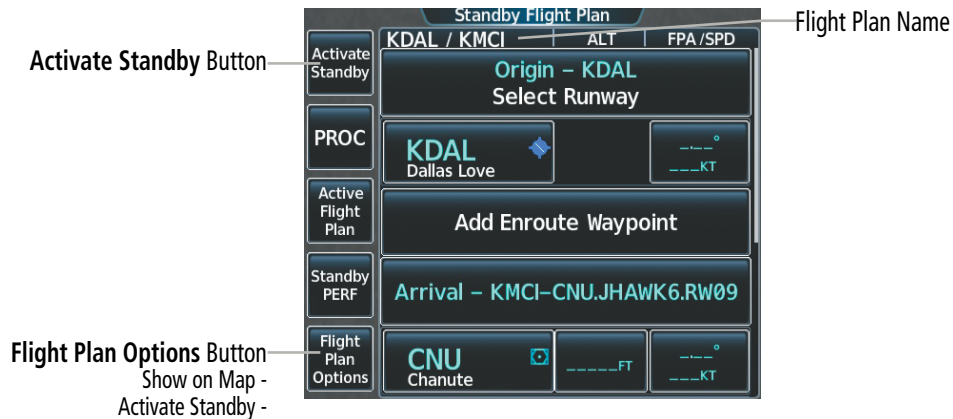 Standby Flight Plan
Flight Plan Name
KDAL / KMCI ALT FPA/SPD
Activate Standby Button
Activate
Standby
Origin – KDAL
Select Runway
PROC
KDAL
Dallas Love
_.__°
___KT
Active
Flight
Plan
Add Enroute Waypoint
Standby
PERF
Arrival – KMCI–CNU.JHAWK6.RW09
Flight Plan Options Button
Show on Map -
Activate Standby -
Flight
Plan
Options
CNU
Chanute
_____FT
_.__°
___KT